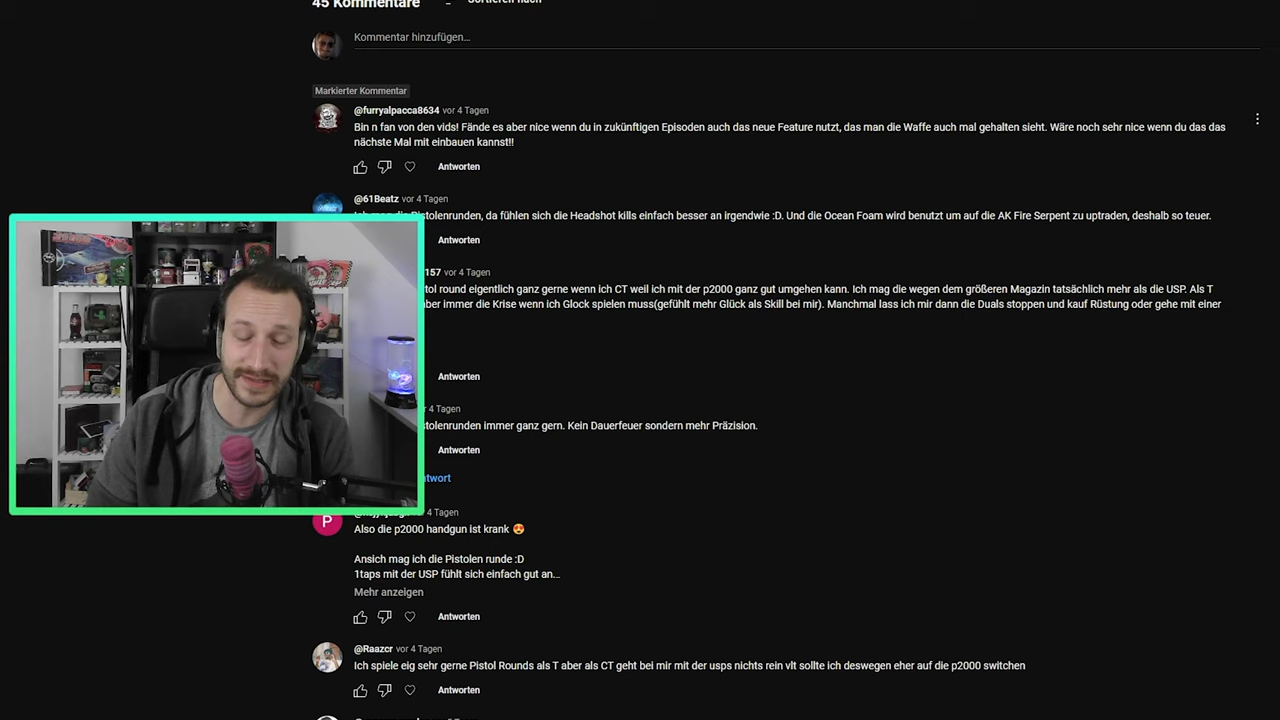 45 Kommentare
Sortieren nach
Kommentar hinzufügen...
Markierter Kommentar
@furryalpacca8634 vor 4 Tagen
Bin n fan von den vids! Fände es aber nice wenn du in zukünftigen Episoden auch das neue Feature nutzt, das man die Waffe auch mal gehalten sieht. Wäre noch sehr nice wenn du das das
nächste Mal mit einbauen kannst!!
Antworten
@61Beatz vor 4 Tagen
die Pistolenrunden, da fühlen sich die Headshot kills einfach besser an irgendwie :D. Und die Ocean Foam wird benutzt um auf die AK Fire Serpent zu uptraden, deshalb so teuer.
Antworten
157 vor 4 Tagen
tol round eigentlich ganz gerne wenn ich CT weil ich mit der p2000 ganz gut umgehen kann. Ich mag die wegen dem größeren Magazin tatsächlich mehr als die USP. Als T
aber immer die Krise wenn ich Glock spielen muss(gefühlt mehr Glück als Skill bei mir). Manchmal lass ich mir dann die Duals stoppen und kauf Rüstung oder gehe mit einer
Antworten
r 4 Tagen
stolenrunden immer ganz gern. Kein Dauerfeuer sondern mehr Präzision.
Antworten
ntwort
4 Tagen
P
Also die p2000 handgun ist krank 😍
Ansich mag ich die Pistolen runde :D
1taps mit der USP fühlt sich einfach gut an...
Mehr anzeigen
Antworten
@Raazcr vor 4 Tagen
Ich spiele eig sehr gerne Pistol Rounds als T aber als CT geht bei mir mit der usps nichts rein vlt sollte ich deswegen eher auf die p2000 switchen
Antworten